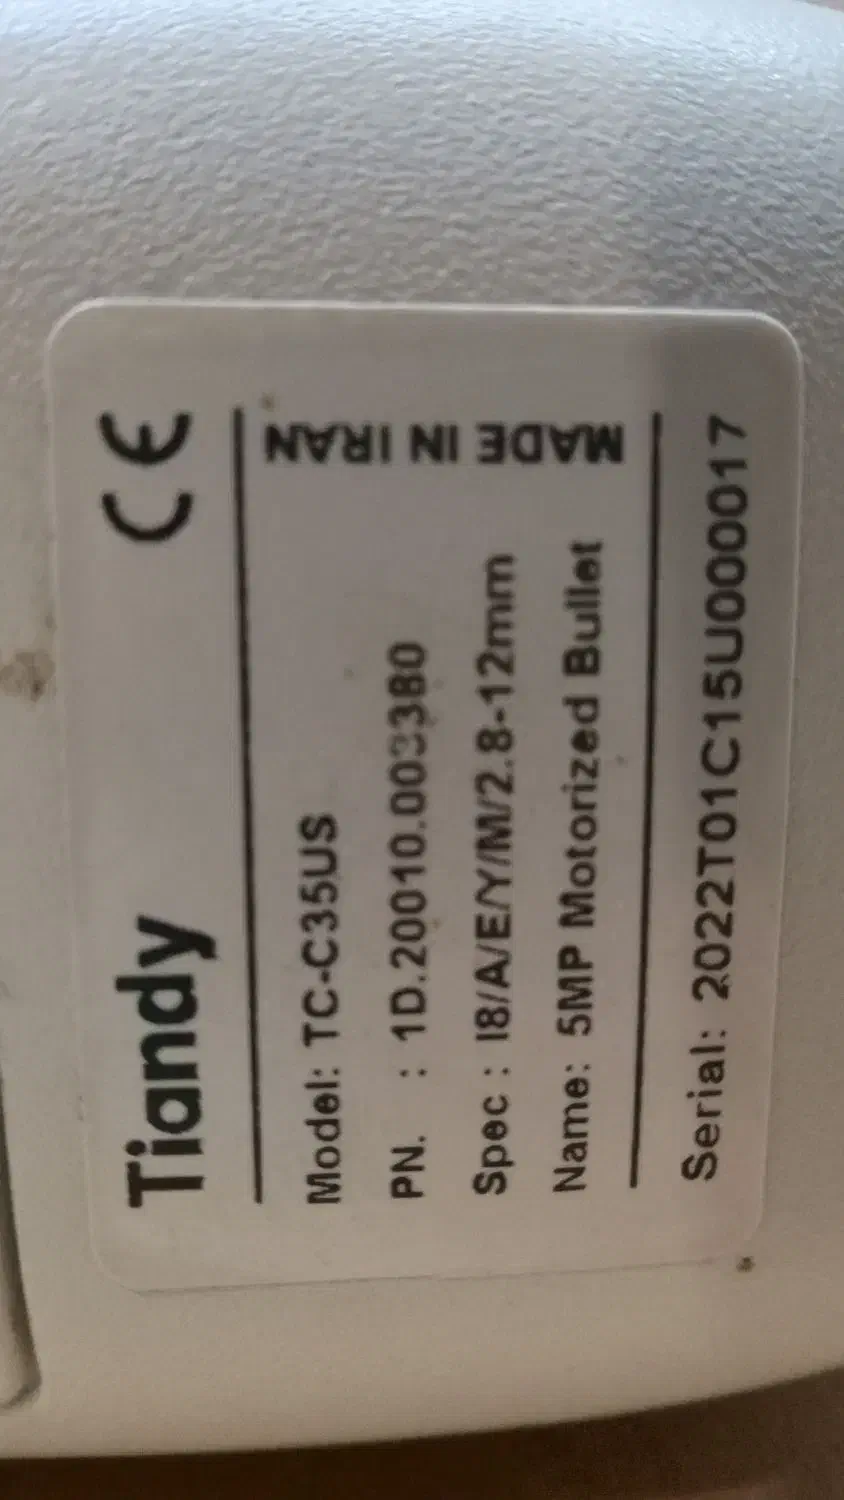 Tiandy CE
Model: TC-C35US
PN. : 1D.20010.003380
Spec : I8/A/E/Y/M/2.8-12mm
Name: 5MP Motorized Bullet
MADE IN IRAN
Serial: 2022T01C15U000017